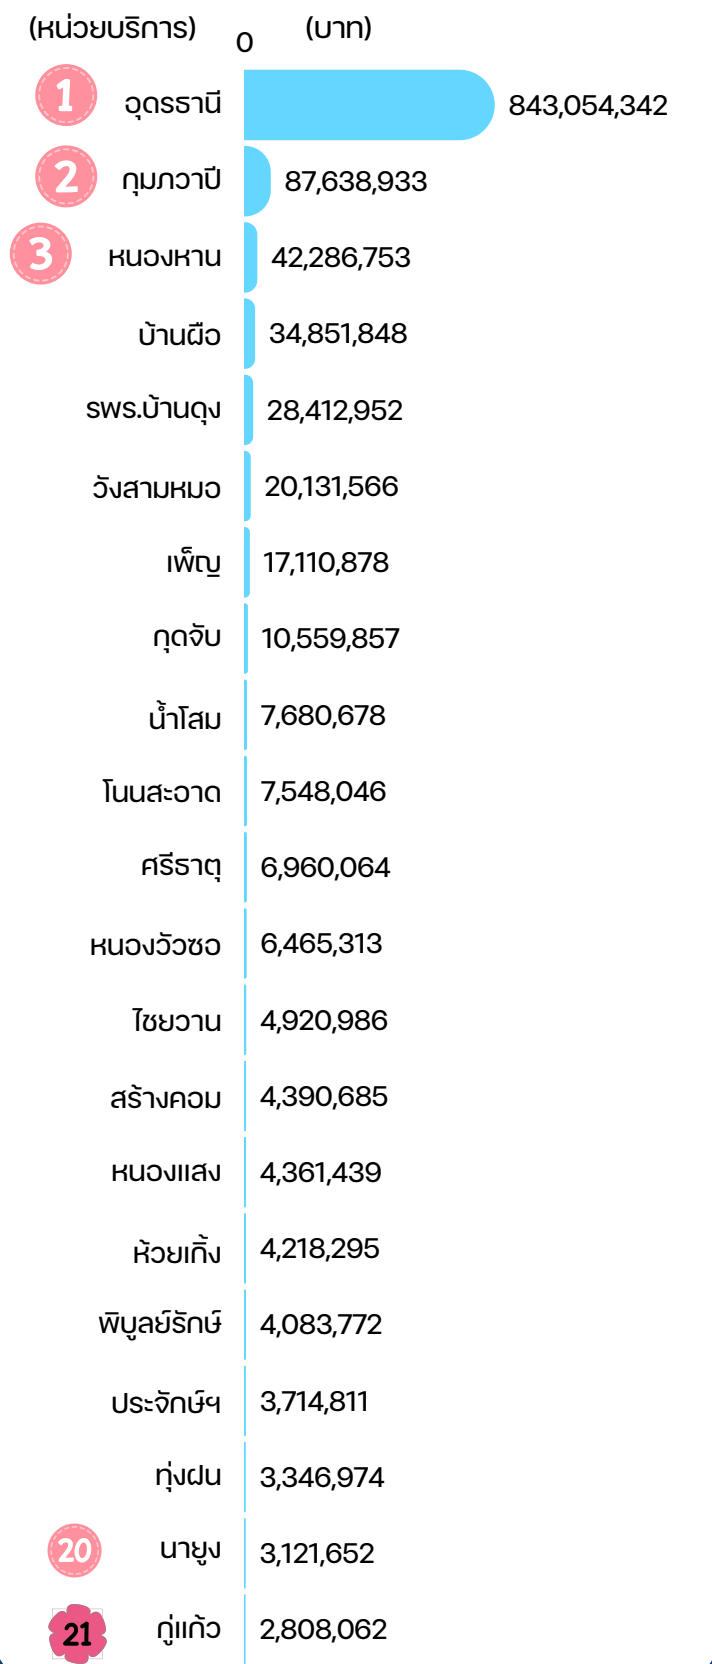 (หน่วยบริการ) 0 (บาท)
1 อุดรธานี 843,054,342
2 กุมภวาปี 87,638,933
3 หนองหาน 42,286,753
บ้านผือ 34,851,848
รพร.บ้านดุง 28,412,952
วังสามหมอ 20,131,566
เพ็ญ 17,110,878
กุดจับ 10,559,857
น้ำโสม 7,680,678
โนนสะอาด 7,548,046
ศรีธาตุ 6,960,064
หนองวัวซอ 6,465,313
ไชยวาน 4,920,986
สร้างคอม 4,390,685
หนองแสง 4,361,439
ห้วยเกิ้ง 4,218,295
พิบูลย์รักษ์ 4,083,772
ประจักษ์ฯ 3,714,811
ทุ่งฝน 3,346,974
20 นายูง 3,121,652
21 กู่แก้ว 2,808,062